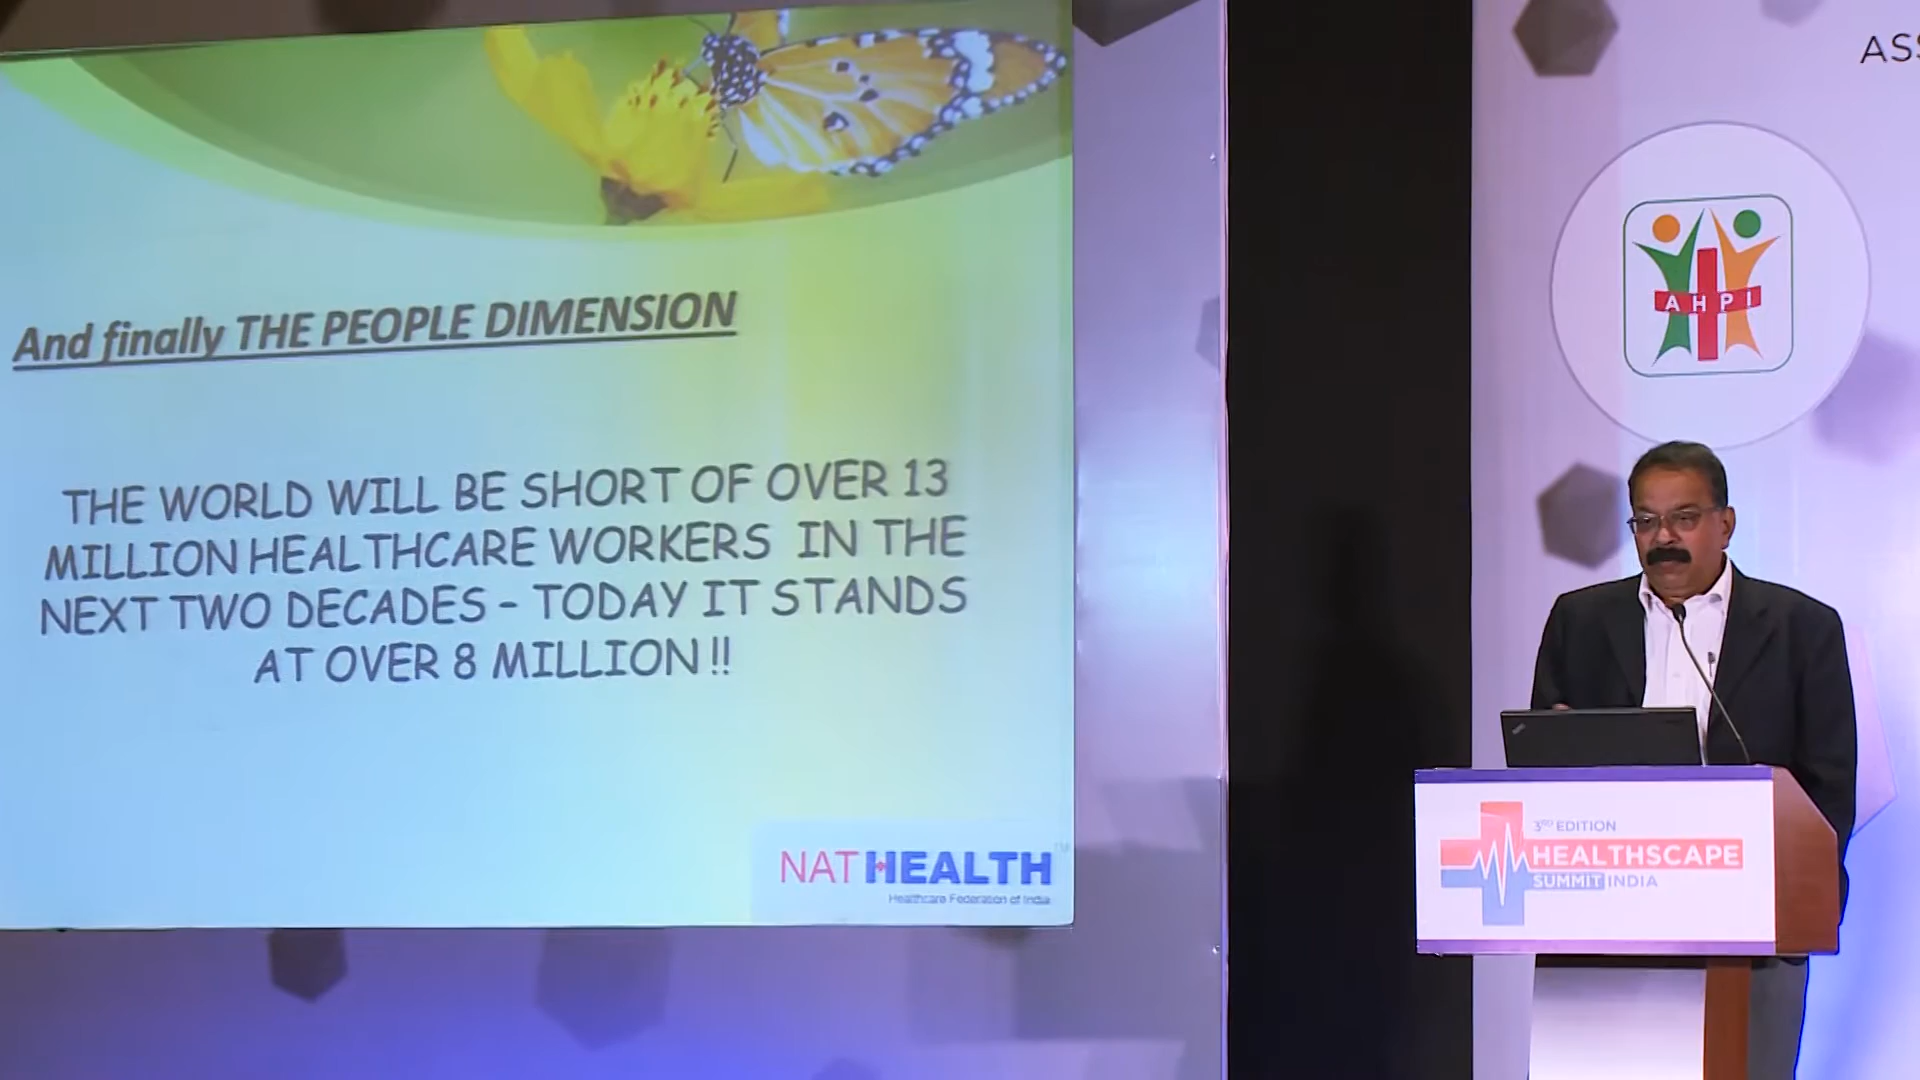 And finally THE PEOPLE DIMENSION
THE WORLD WILL BE SHORT OF OVER 13
MILLION HEALTHCARE WORKERS IN THE
NEXT TWO DECADES - TODAY IT STANDS
AT OVER 8 MILLION !!
NATHEALTH
Healthcare Federation of India
AHPI
3RD EDITION
HEALTHSCAPE
SUMMIT INDIA